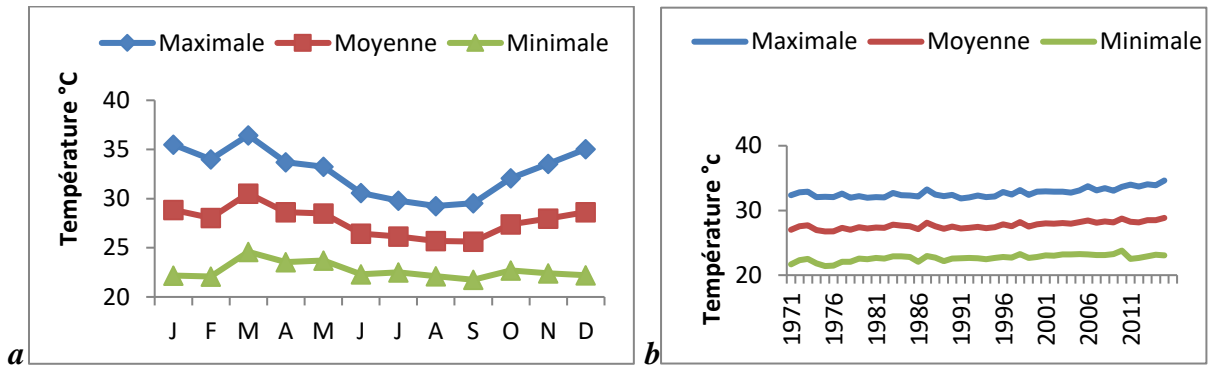 Maximale Moyenne Minimale
Température °C
40
35
30
25
20
J F M A M J J A S O N D
a
Maximale Moyenne Minimale
Température °c
40
30
20
1971 1976 1981 1986 1991 1996 2001 2006 2011
b